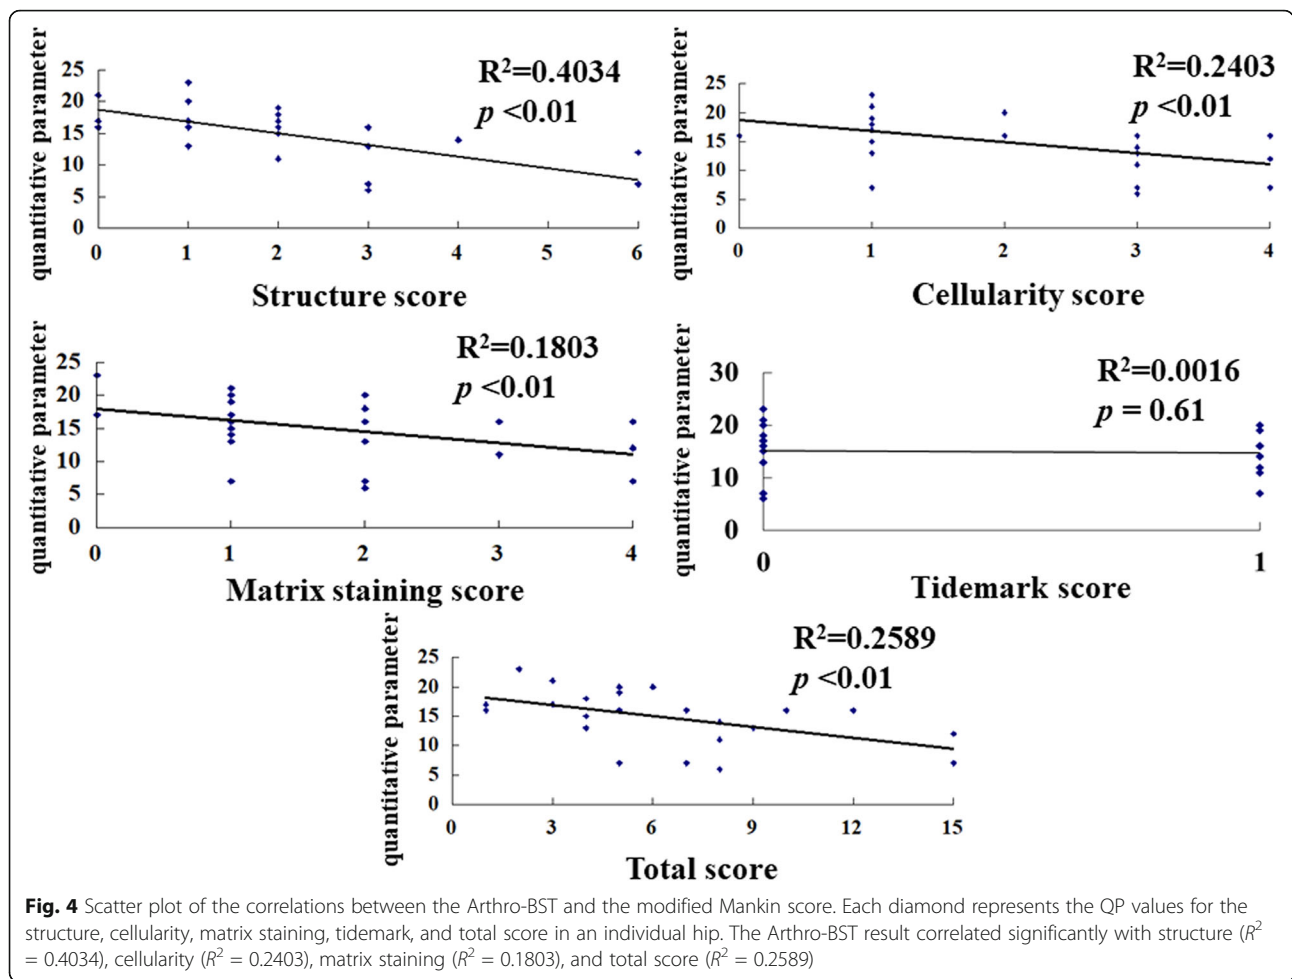 quantitative parameter
25
20
15
10
5
0
R²=0.4034
p <0.01
0 1 2 3 4 5 6
Structure score
quantitative parameter
25
20
15
10
5
0
R²=0.2403
p <0.01
0 1 2 3 4
Cellularity score
quantitative parameter
25
20
15
10
5
0
R²=0.1803
p <0.01
0 1 2 3 4
Matrix staining score
quantitative parameter
30
20
10
0
R²=0.0016
p = 0.61
0 1
Tidemark score
quantitative parameter
25
20
15
10
5
0
R²=0.2589
p <0.01
0 3 6 9 12 15
Total score
Fig. 4 Scatter plot of the correlations between the Arthro-BST and the modified Mankin score. Each diamond represents the QP values for the
structure, cellularity, matrix staining, tidemark, and total score in an individual hip. The Arthro-BST result correlated significantly with structure (R²
= 0.4034), cellularity (R² = 0.2403), matrix staining (R² = 0.1803), and total score (R² = 0.2589)